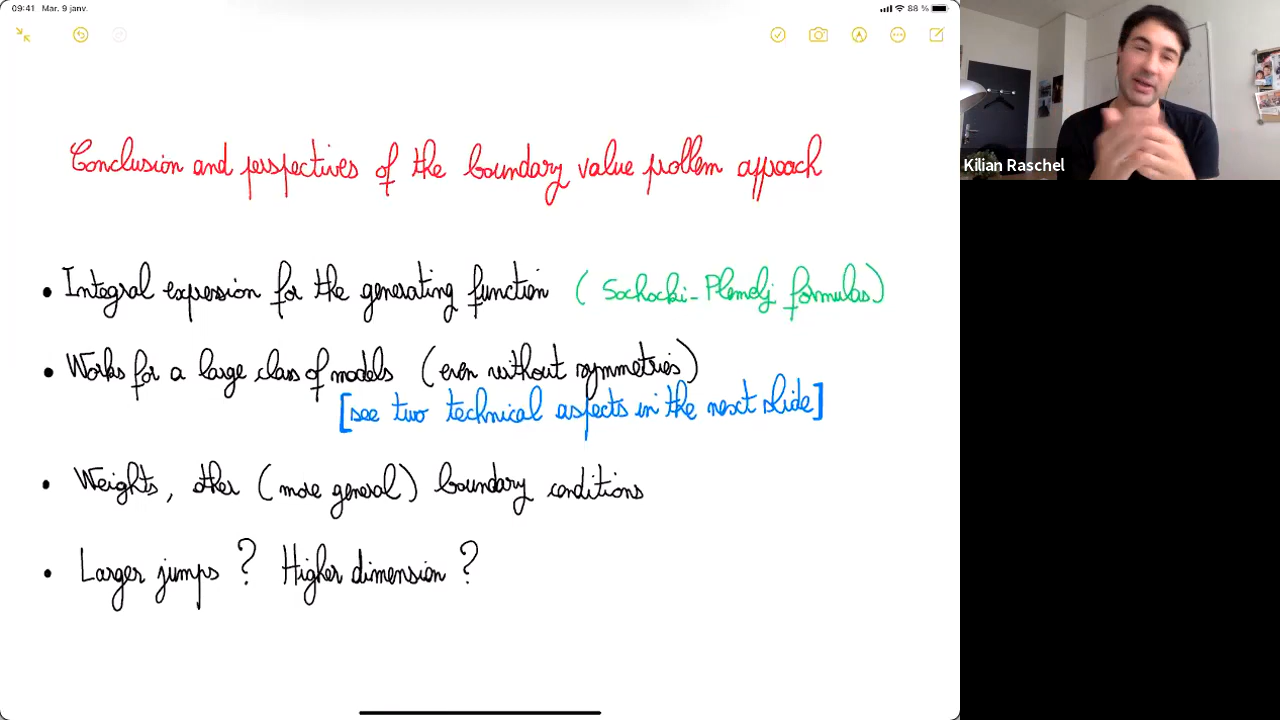 09:41 Mar. 9 janv.
88 %
Conclusion and perspectives of the boundary value problem approach
• Integral expression for the generating function (Sochocki-Plemelj formulas)
• Works for a large class of models (even without symmetries)
[see two technical aspects in the next slide]
• Weights, other (more general) boundary conditions
• Larger jumps ? Higher dimension ?
Kilian Raschel